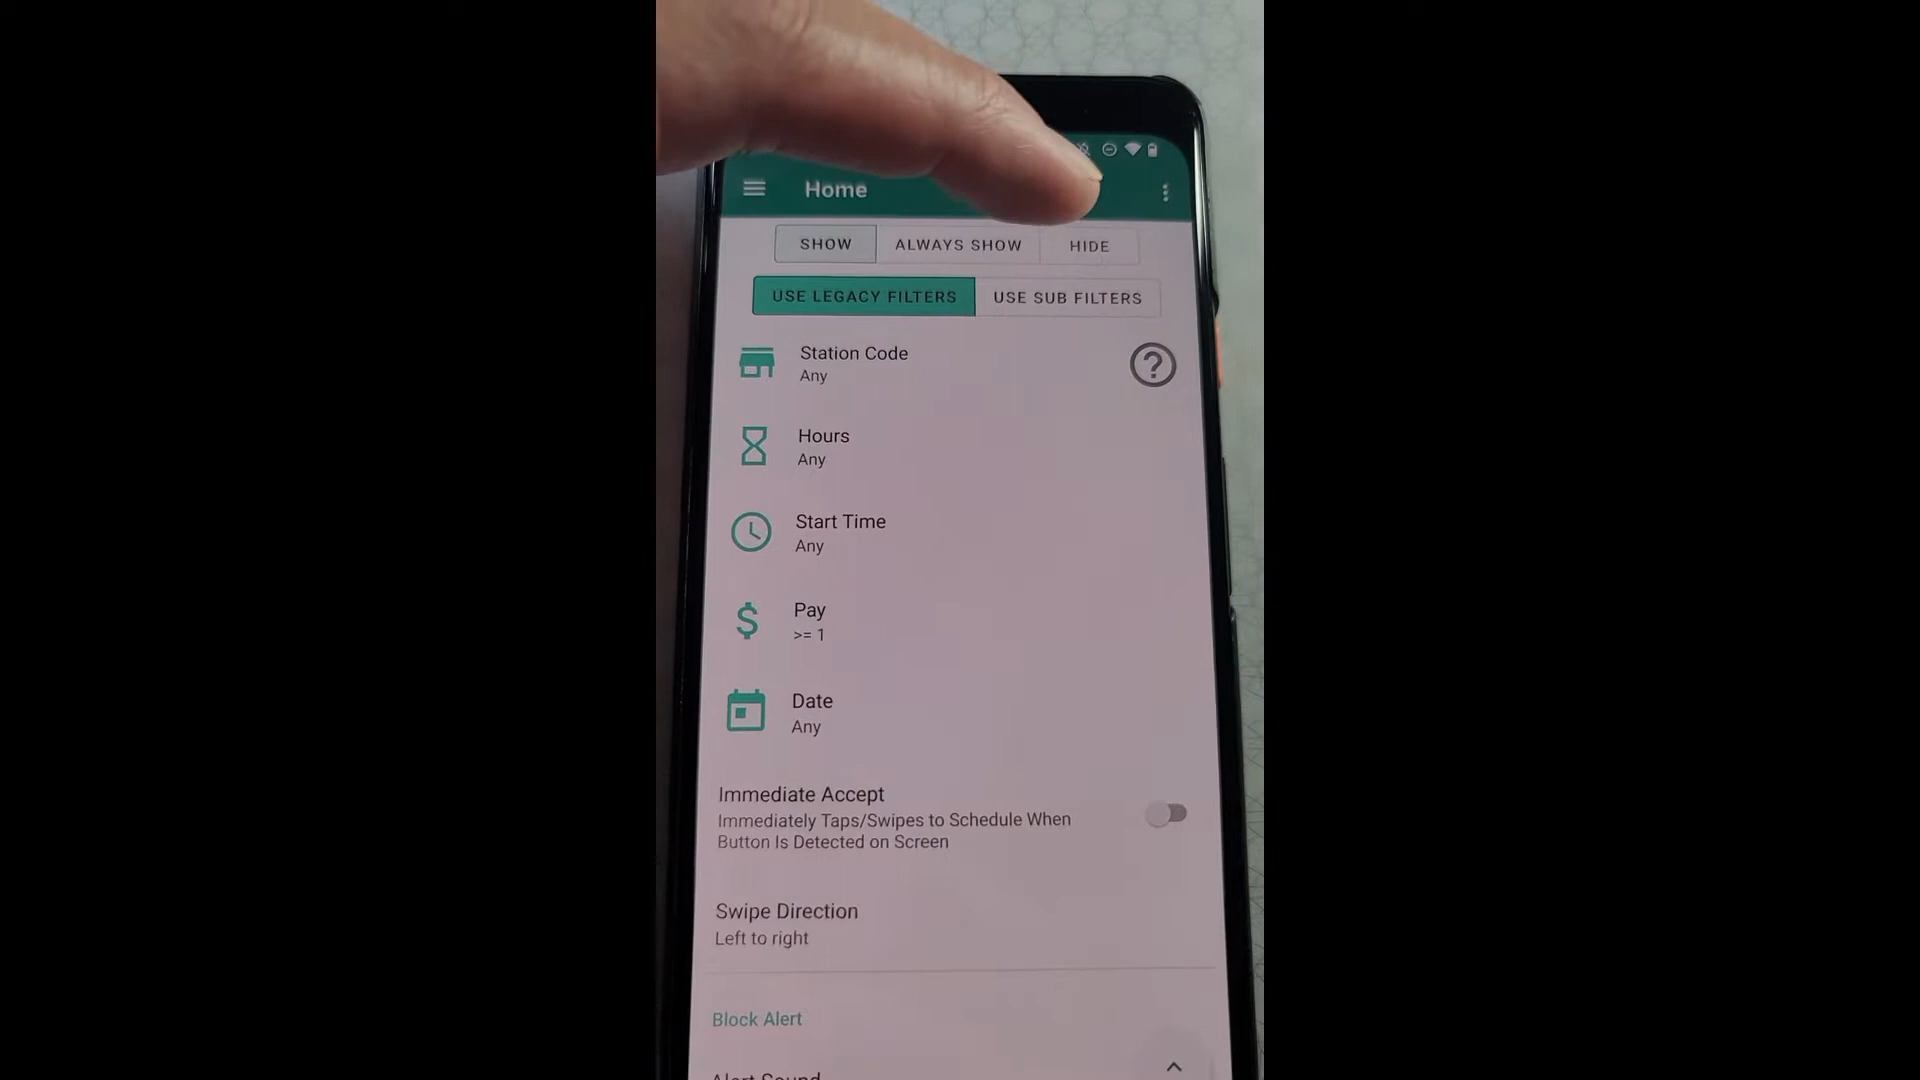 Home
SHOW
ALWAYS SHOW
HIDE
USE LEGACY FILTERS
USE SUB FILTERS
Station Code
Any
Hours
Any
Start Time
Any
Pay
>= 1
Date
Any
Immediate Accept
Immediately Taps/Swipes to Schedule When
Button Is Detected on Screen
Swipe Direction
Left to right
Block Alert
Alert Sound